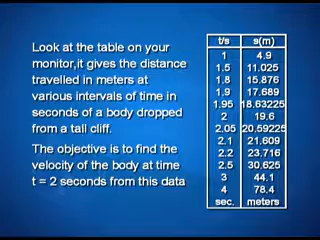 Look at the table on your
monitor,it gives the distance
travelled in meters at
various intervals of time in
seconds of a body dropped
from a tall cliff.
The objective is to find the
velocity of the body at time
t = 2 seconds from this data
t/s s(m)
1 4.9
1.5 11.025
1.8 15.876
1.9 17.689
1.95 18.63225
2 19.6
2.05 20.59225
2.1 21.609
2.2 23.716
2.5 30.625
3 44.1
4 78.4
sec. meters